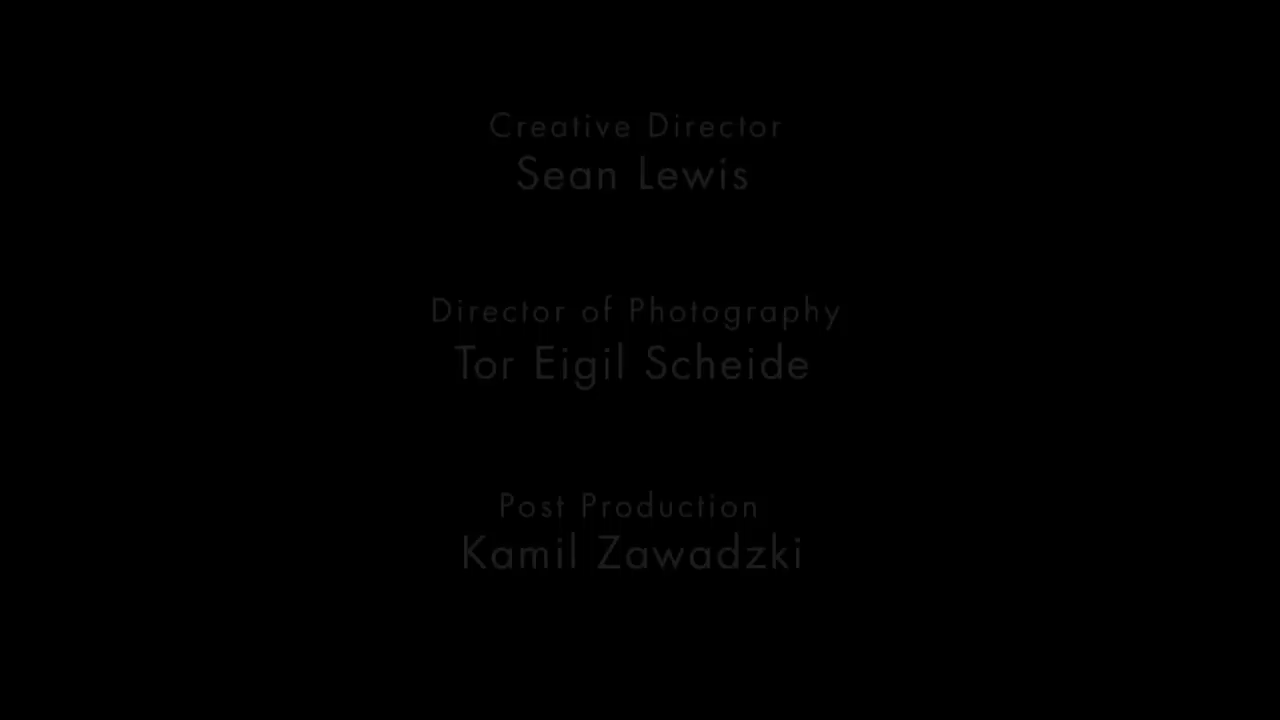 Creative Director
Sean Lewis
Director of Photography
Tor Eigil Scheide
Post Production
Kamil Zawadzki